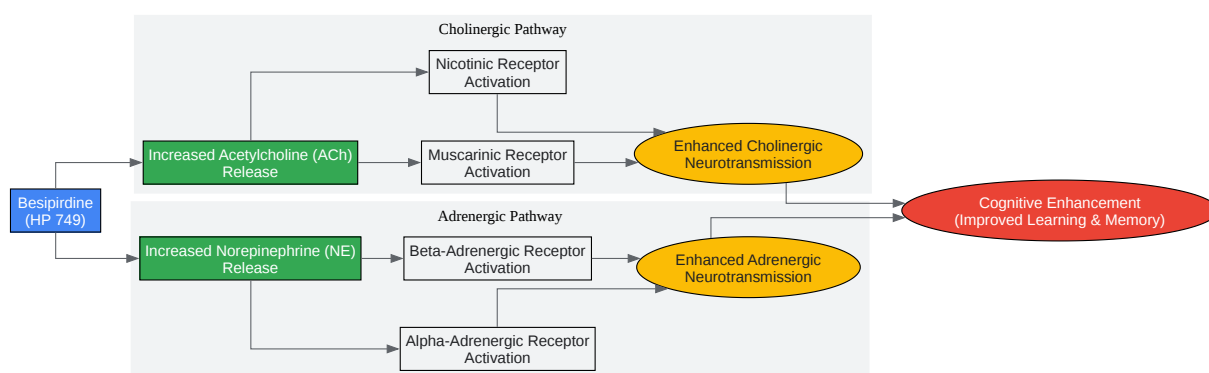 Cholinergic Pathway
Nicotinic Receptor
Activation
Increased Acetylcholine (ACh)
Release
Muscarinic Receptor
Activation
Enhanced Cholinergic
Neurotransmission
Besipirdine
(HP 749)
Cognitive Enhancement
(Improved Learning & Memory)
Adrenergic Pathway
Increased Norepinephrine (NE)
Release
Beta-Adrenergic Receptor
Activation
Enhanced Adrenergic
Neurotransmission
Alpha-Adrenergic Receptor
Activation